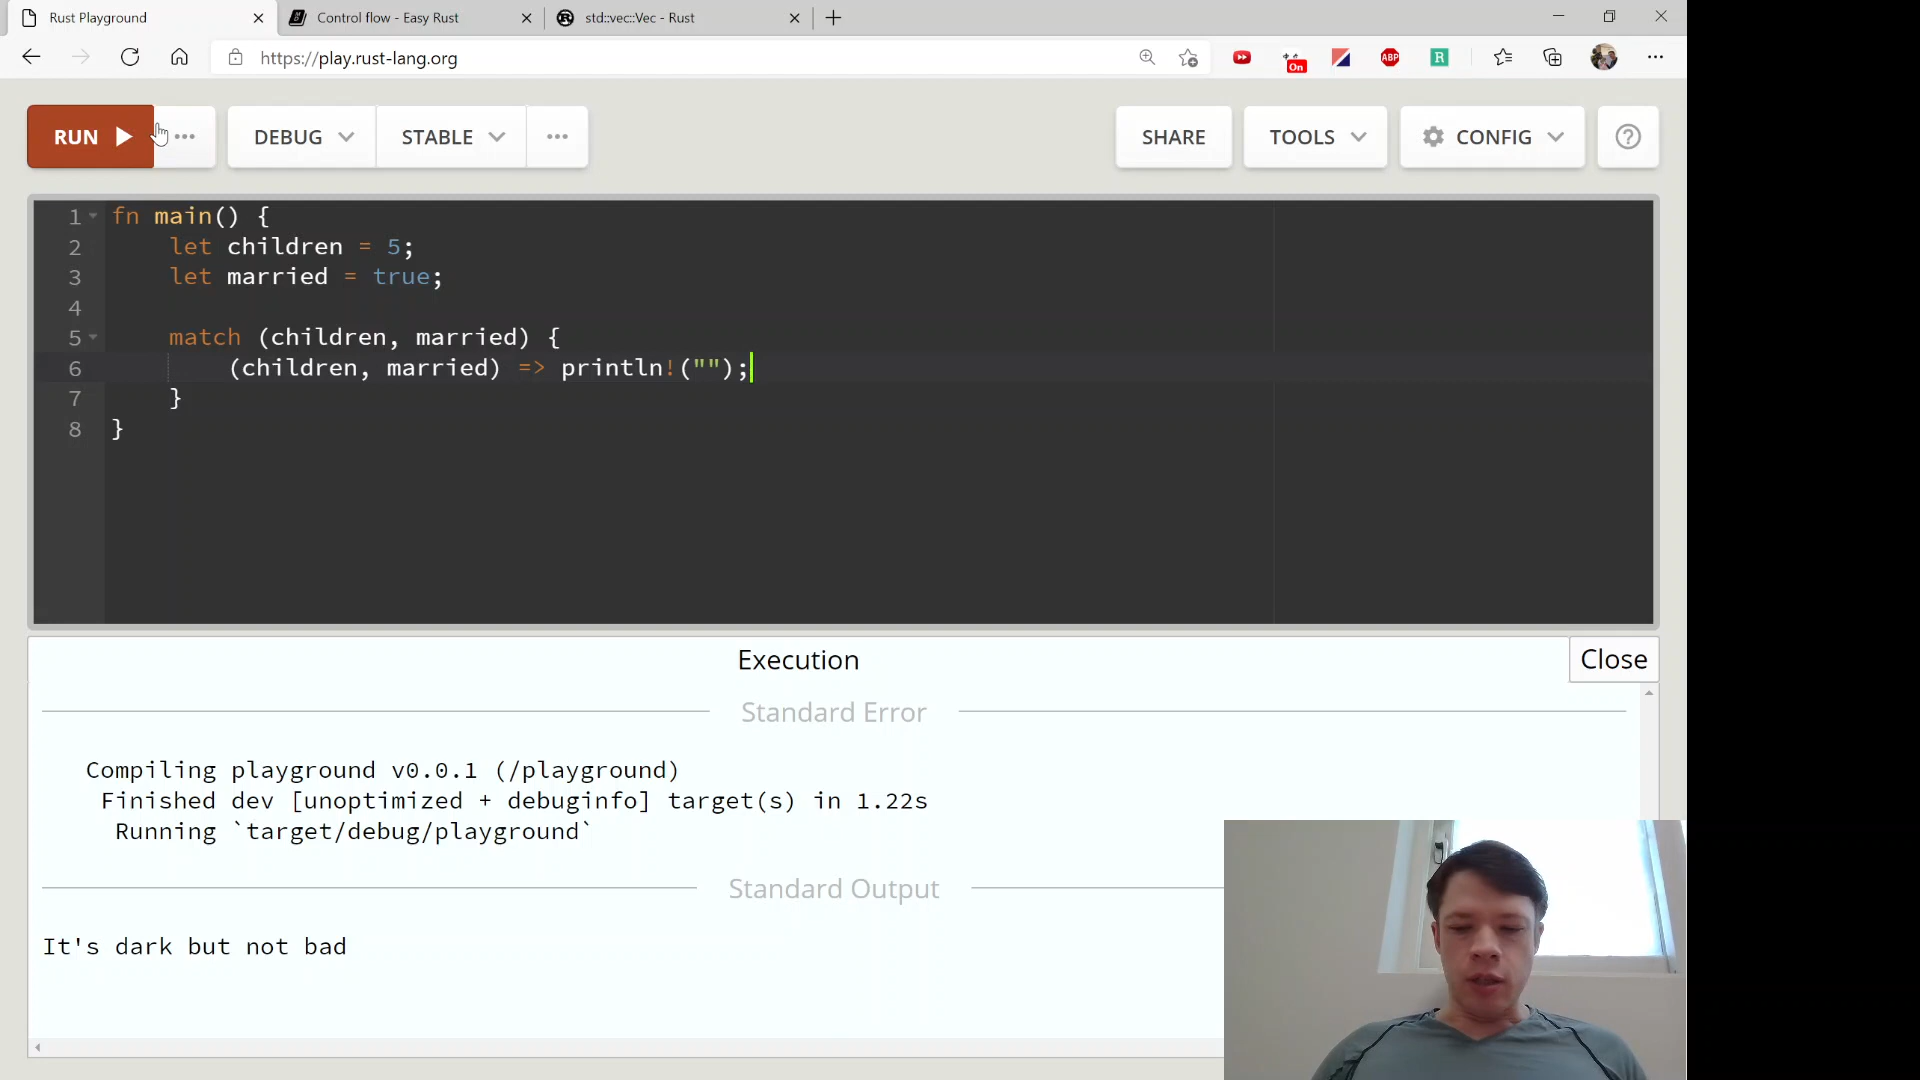 Rust Playground
Control flow - Easy Rust
std::vec::Vec - Rust
https://play.rust-lang.org
On
ABP
R
RUN
DEBUG
STABLE
SHARE
TOOLS
CONFIG
1 fn main() {
2 let children = 5;
3 let married = true;
4
5 match (children, married) {
6 (children, married) => println!("");
7 }
8 }
Execution
Close
Standard Error
Compiling playground v0.0.1 (/playground)
Finished dev [unoptimized + debuginfo] target(s) in 1.22s
Running `target/debug/playground`
Standard Output
It's dark but not bad